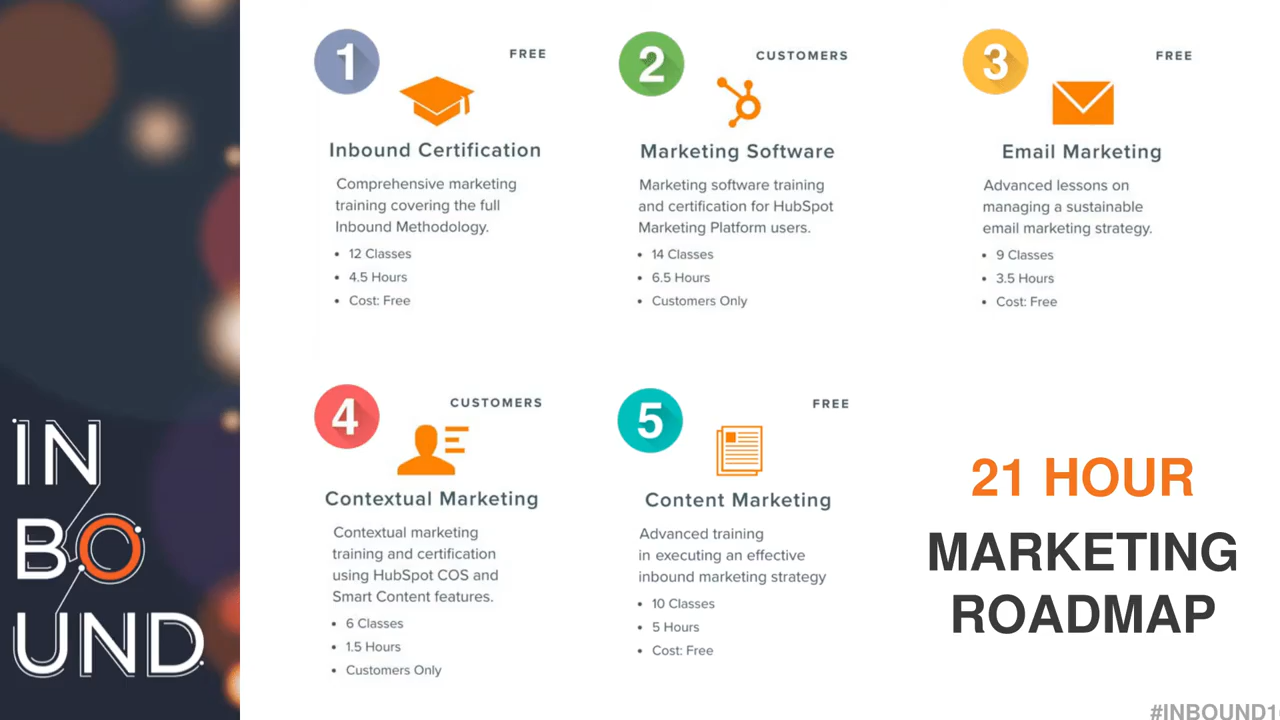 IN
BO
UND
1
FREE
Inbound Certification
Comprehensive marketing
training covering the full
Inbound Methodology.
• 12 Classes
• 4.5 Hours
• Cost: Free
2
CUSTOMERS
Marketing Software
Marketing software training
and certification for HubSpot
Marketing Platform users.
• 14 Classes
• 6.5 Hours
• Customers Only
3
FREE
Email Marketing
Advanced lessons on
managing a sustainable
email marketing strategy.
• 9 Classes
• 3.5 Hours
• Cost: Free
4
CUSTOMERS
Contextual Marketing
Contextual marketing
training and certification
using HubSpot COS and
Smart Content features.
• 6 Classes
• 1.5 Hours
• Customers Only
5
FREE
Content Marketing
Advanced training
in executing an effective
inbound marketing strategy
• 10 Classes
• 5 Hours
• Cost: Free
21 HOUR
MARKETING
ROADMAP